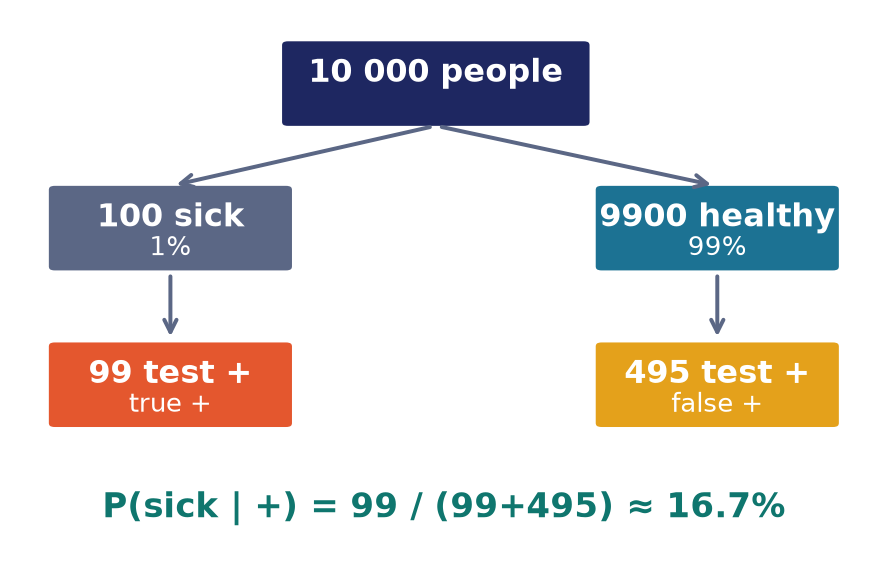 10 000 people
100 sick
1%
9900 healthy
99%
99 test +
true +
495 test +
false +
P(sick | +) = 99 / (99+495) ≈ 16.7%